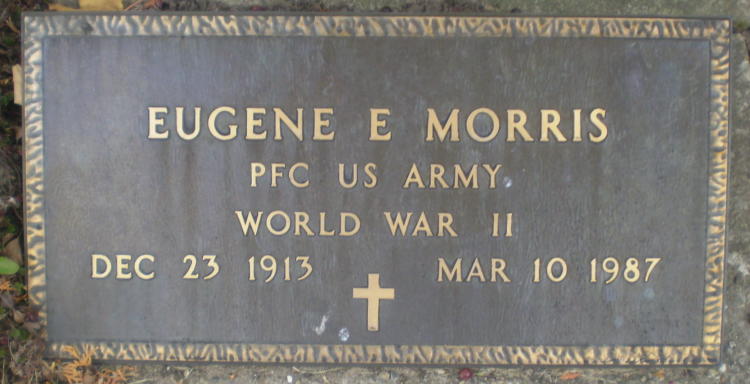 EUGENE E MORRIS
PFC US ARMY
WORLD WAR II
DEC 23 1913 MAR 10 1987